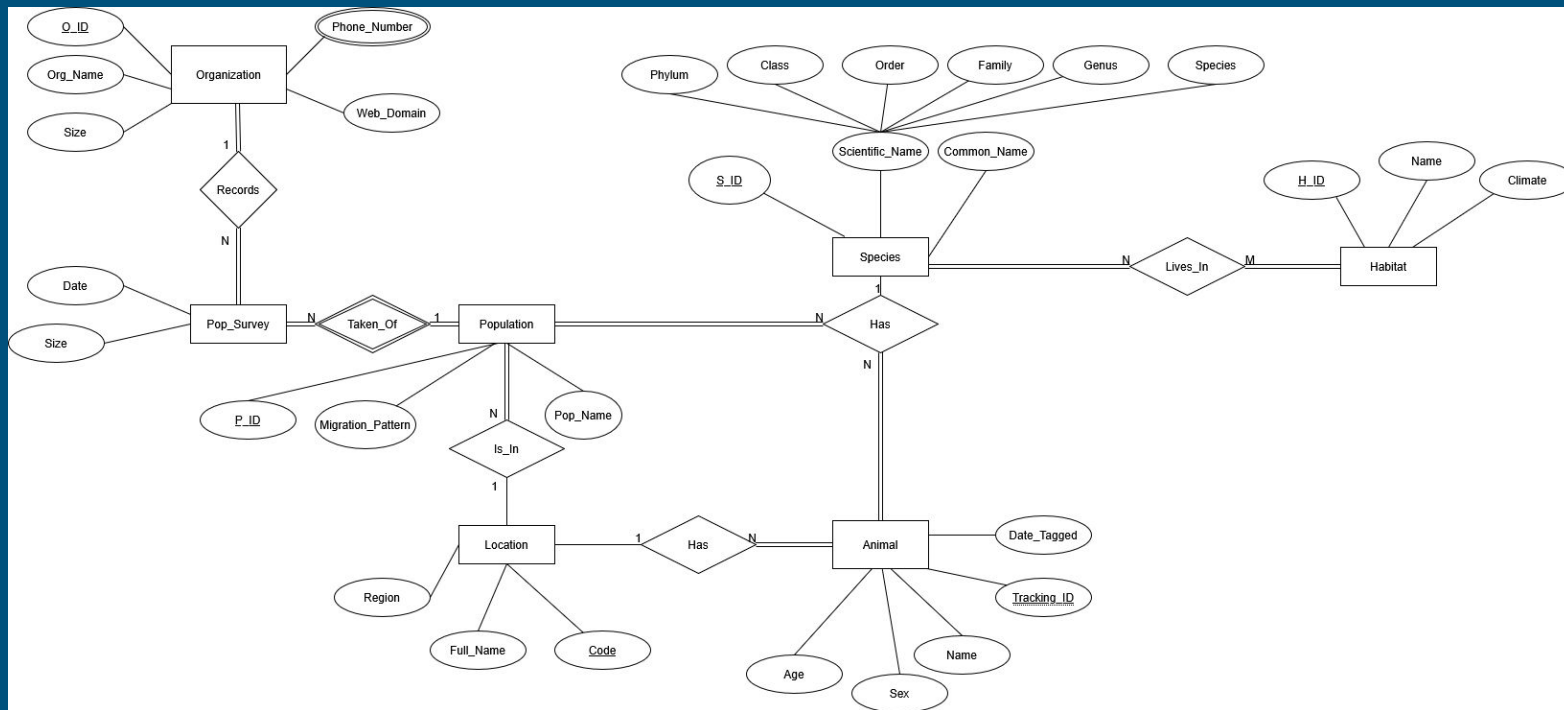 O_ID
Phone_Number
Org_Name
Organization
Size
Web_Domain
1
Records
N
Phylum
Class
Order
Family
Genus
Species
Scientific_Name
Common_Name
S_ID
Species
N
Lives_In
M
Habitat
H_ID
Name
Climate
Date
Size
Pop_Survey
N
Taken_Of
1
Population
N
1
Has
N
P_ID
Migration_Pattern
Pop_Name
N
Is_In
1
Location
1
Has
N
Animal
Date_Tagged
Tracking_ID
Region
Full_Name
Code
Age
Sex
Name